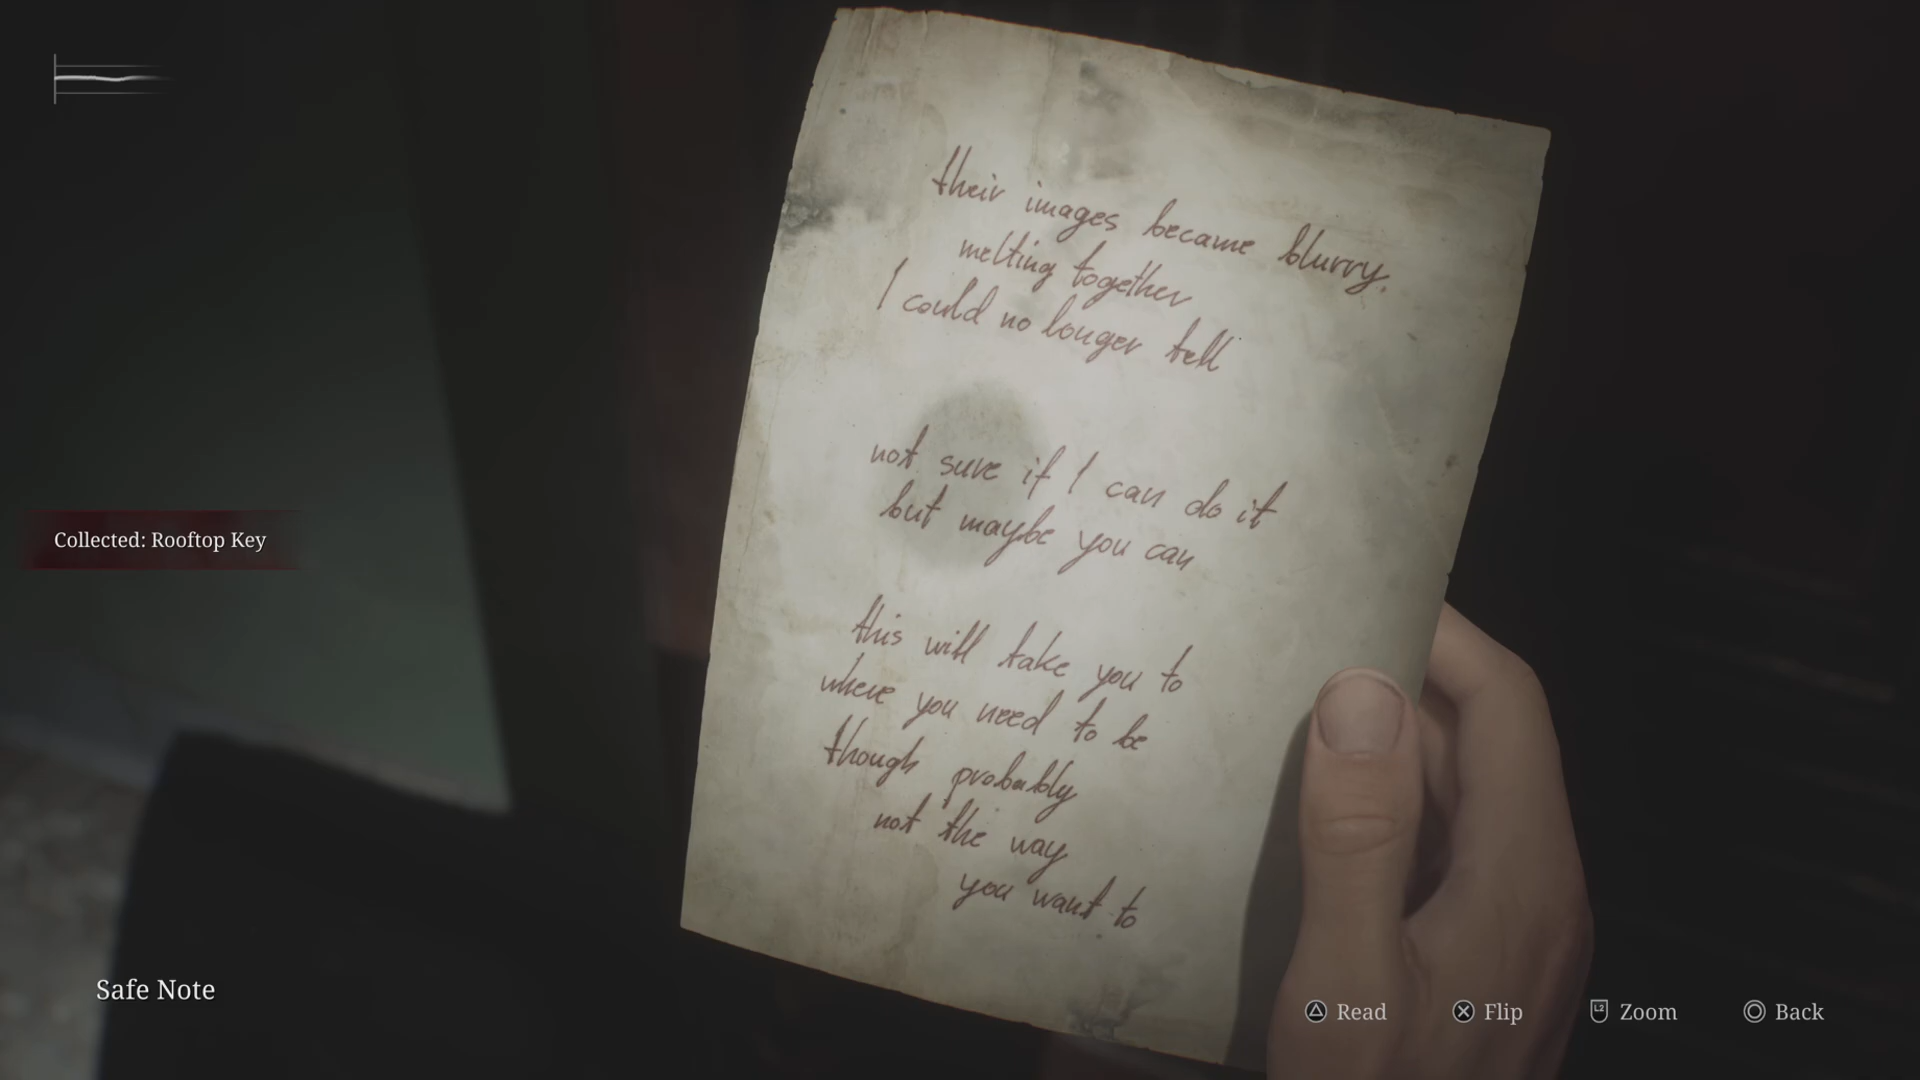 their images became blurry,
melting together
I could no longer tell
not sure if I can do it
but maybe you can
this will take you to
where you need to be
though probably
not the way
you want to
Collected: Rooftop Key
Safe Note
Read
Flip
L2 Zoom
Back